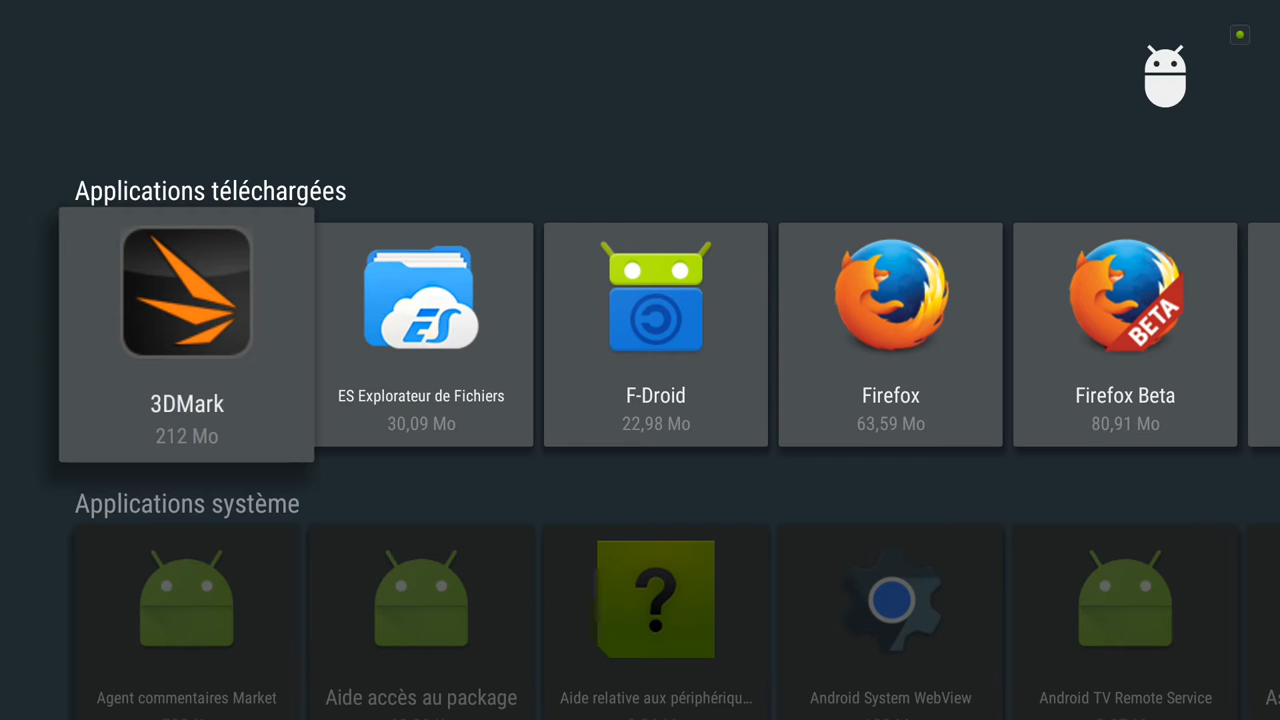 Applications téléchargées
3DMark
212 Mo
ES
ES Explorateur de Fichiers
30,09 Mo
F-Droid
22,98 Mo
Firefox
63,59 Mo
BETA
Firefox Beta
80,91 Mo
Applications système
Agent commentaires Market
Aide accès au package
?
Aide relative aux périphériqu...
Android System WebView
Android TV Remote Service